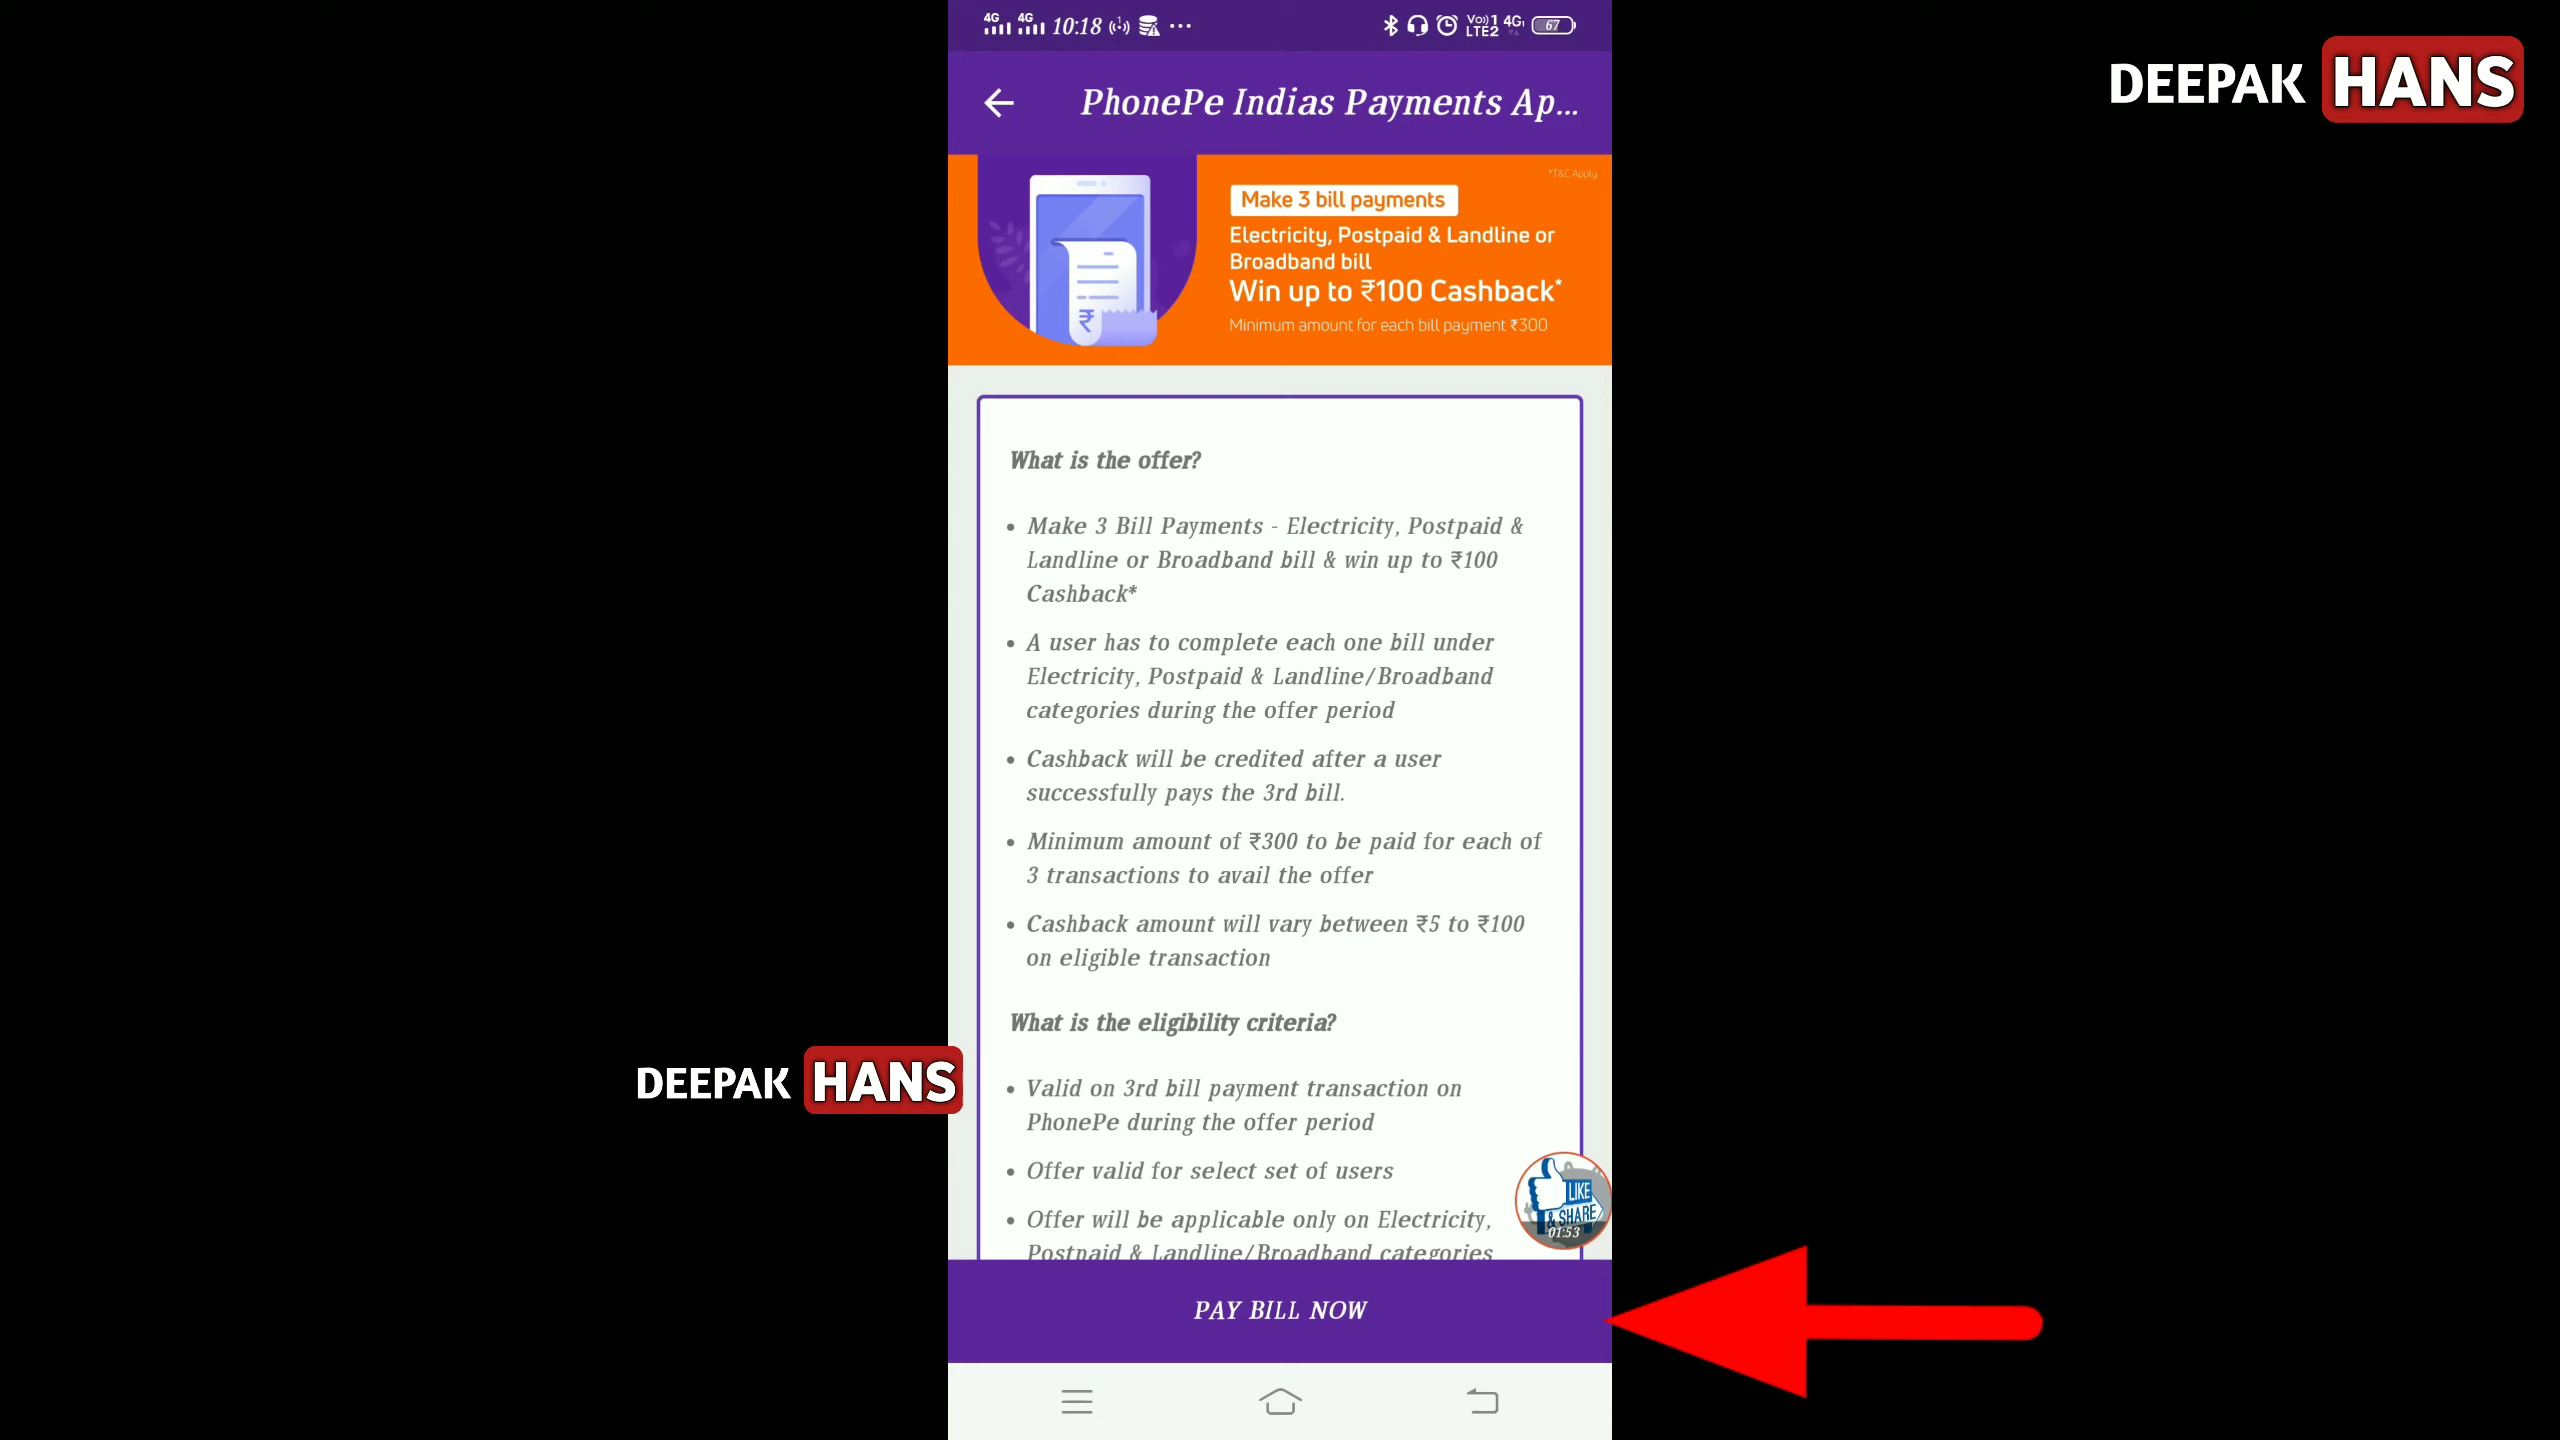 4G 4G 10:18 Vo) 1 LTE2 4G 67
PhonePe Indias Payments Ap...
DEEPAK HANS
*T&C Apply
Make 3 bill payments
Electricity, Postpaid & Landline or
Broadband bill
Win up to ₹100 Cashback*
Minimum amount for each bill payment ₹300
What is the offer?
• Make 3 Bill Payments - Electricity, Postpaid &
Landline or Broadband bill & win up to ₹100
Cashback*
• A user has to complete each one bill under
Electricity, Postpaid & Landline/Broadband
categories during the offer period
• Cashback will be credited after a user
successfully pays the 3rd bill.
• Minimum amount of ₹300 to be paid for each of
3 transactions to avail the offer
• Cashback amount will vary between ₹5 to ₹100
on eligible transaction
What is the eligibility criteria?
DEEPAK HANS
• Valid on 3rd bill payment transaction on
PhonePe during the offer period
• Offer valid for select set of users
• Offer will be applicable only on Electricity,
Postpaid & Landline/Broadband categories
LIKE
& SHARE
01:53
PAY BILL NOW